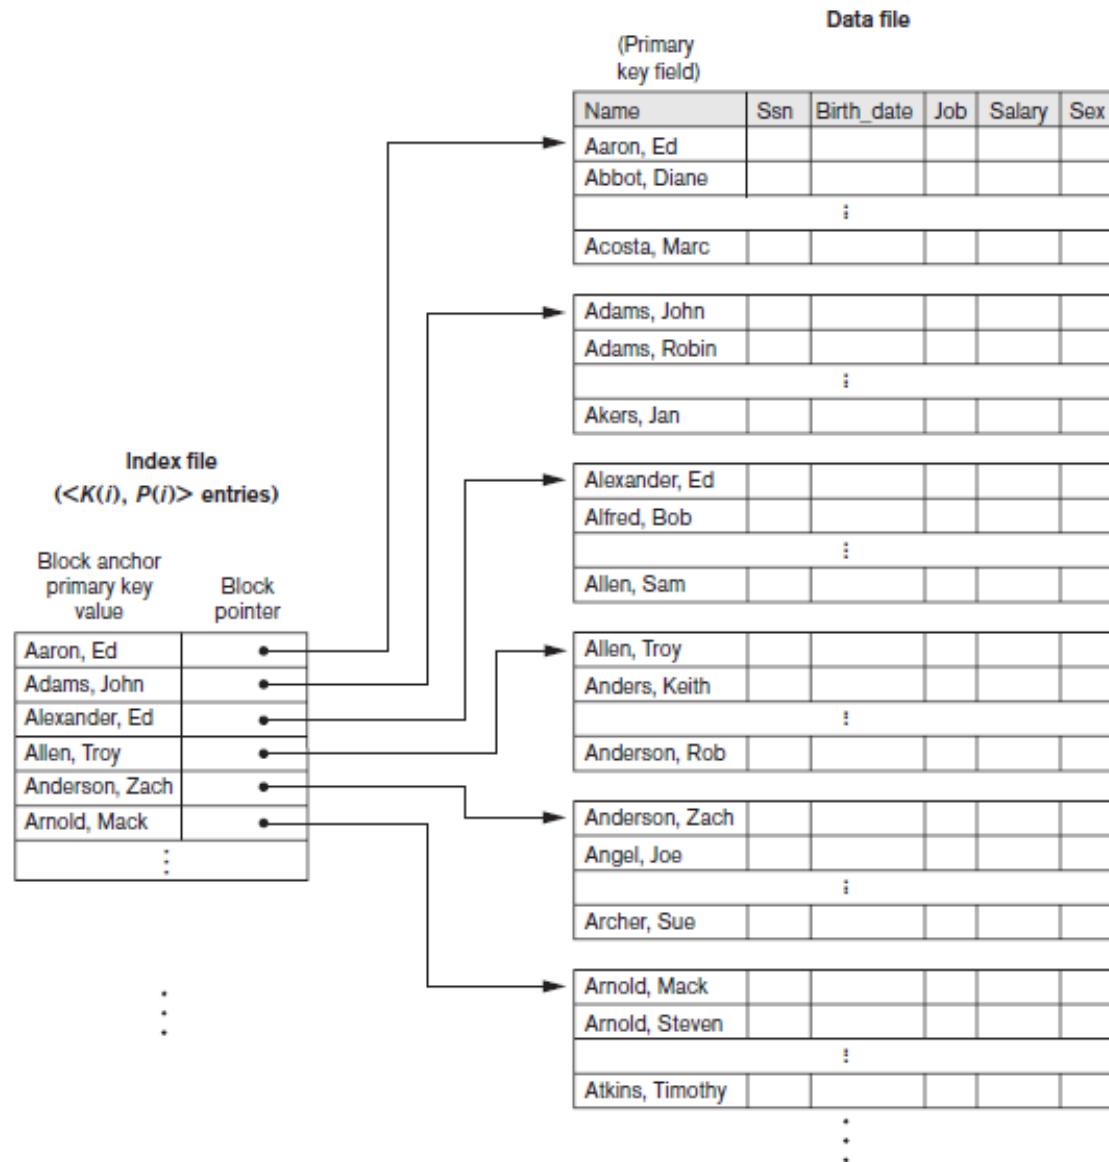 Data file
(Primary
key field)
Name Ssn Birth_date Job Salary Sex
Aaron, Ed
Abbot, Diane
Acosta, Marc
Adams, John
Adams, Robin
Akers, Jan
Alexander, Ed
Alfred, Bob
Allen, Sam
Allen, Troy
Anders, Keith
Anderson, Rob
Anderson, Zach
Angel, Joe
Archer, Sue
Arnold, Mack
Arnold, Steven
Atkins, Timothy
Index file
(<K(i), P(i)> entries)
Block anchor
primary key
value
Block
pointer
Aaron, Ed
Adams, John
Alexander, Ed
Allen, Troy
Anderson, Zach
Arnold, Mack